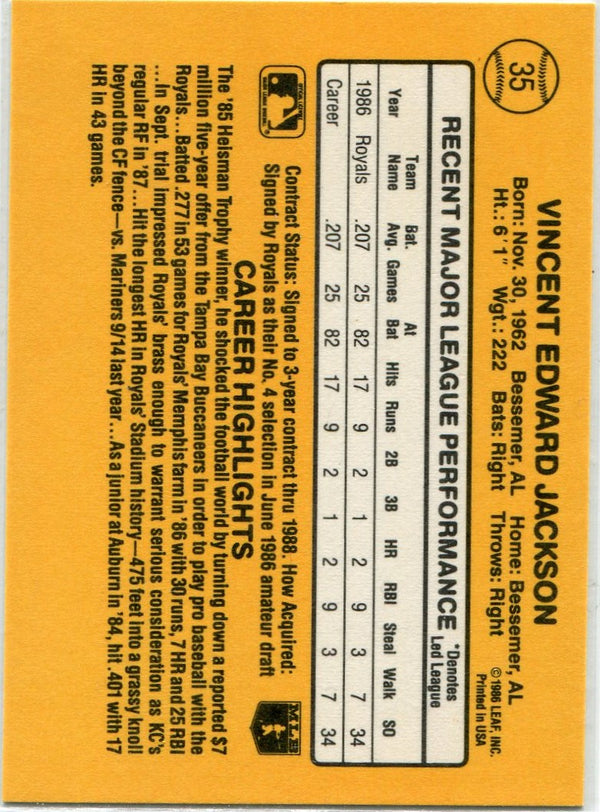 35
VINCENT EDWARD JACKSON
Born: Nov. 30, 1962 Bessemer, AL Home: Bessemer, AL
Ht.: 6'1" Wgt.: 222 Bats: Right Throws: Right
©1986 LEAF, INC.
Printed in USA
RECENT MAJOR LEAGUE PERFORMANCE *Denotes Led League
Year Team Name Bat. Avg. Games At Bat Hits Runs 2B 3B HR RBI Steal Walk SO
1986 Royals .207 25 82 17 9 2 1 2 9 3 7 34
Career .207 25 82 17 9 2 1 2 9 3 7 34
Contract Status: Signed to 3-year contract thru 1988. How Acquired:
Signed by Royals as their No. 4 selection in June 1986 amateur draft
MLB
CAREER HIGHLIGHTS
The '85 Heisman Trophy winner, he shocked the football world by turning down a reported $7
million five-year offer from the Tampa Bay Buccaneers in order to play pro baseball with the
Royals...Batted .277 in 53 games for Royals' Memphis farm in '86 with 30 runs, 7 HR and 25 RBI
...In Sept. trial impressed Royals' brass enough to warrant serious consideration as KC's
regular RF in '87...Hit the longest HR in Royals' Stadium history—475 feet into a grassy knoll
beyond the CF fence—vs. Mariners 9/14 last year...As a junior at Auburn in '84, hit .401 with 17
HR in 43 games.